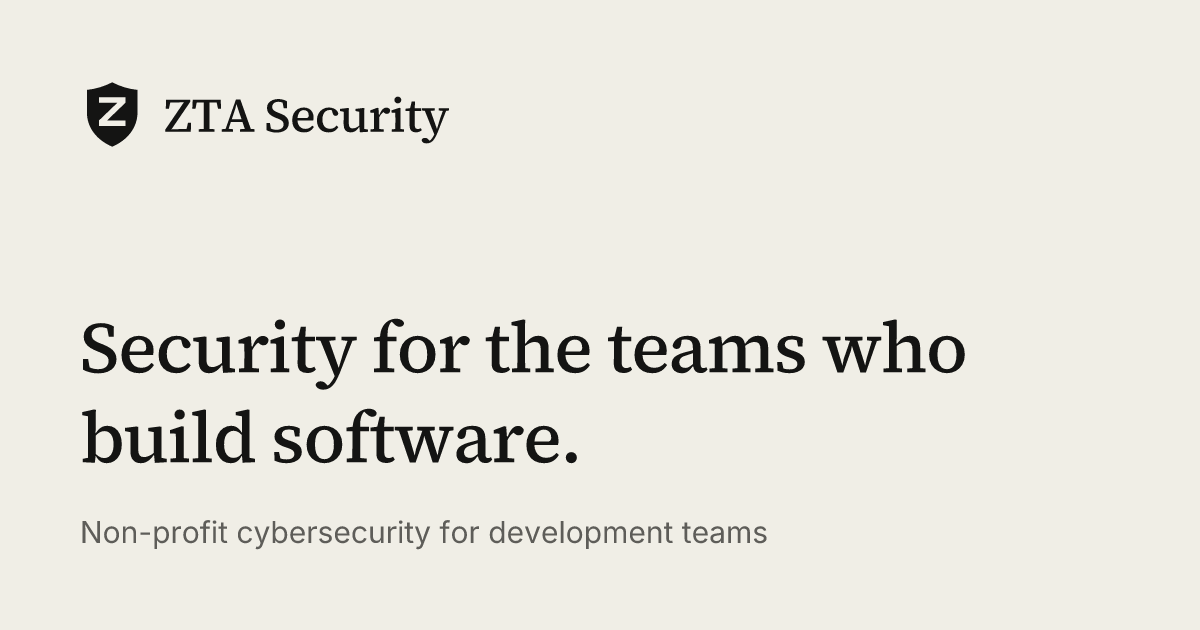 Z ZTA Security
Security for the teams who
build software.
Non-profit cybersecurity for development teams